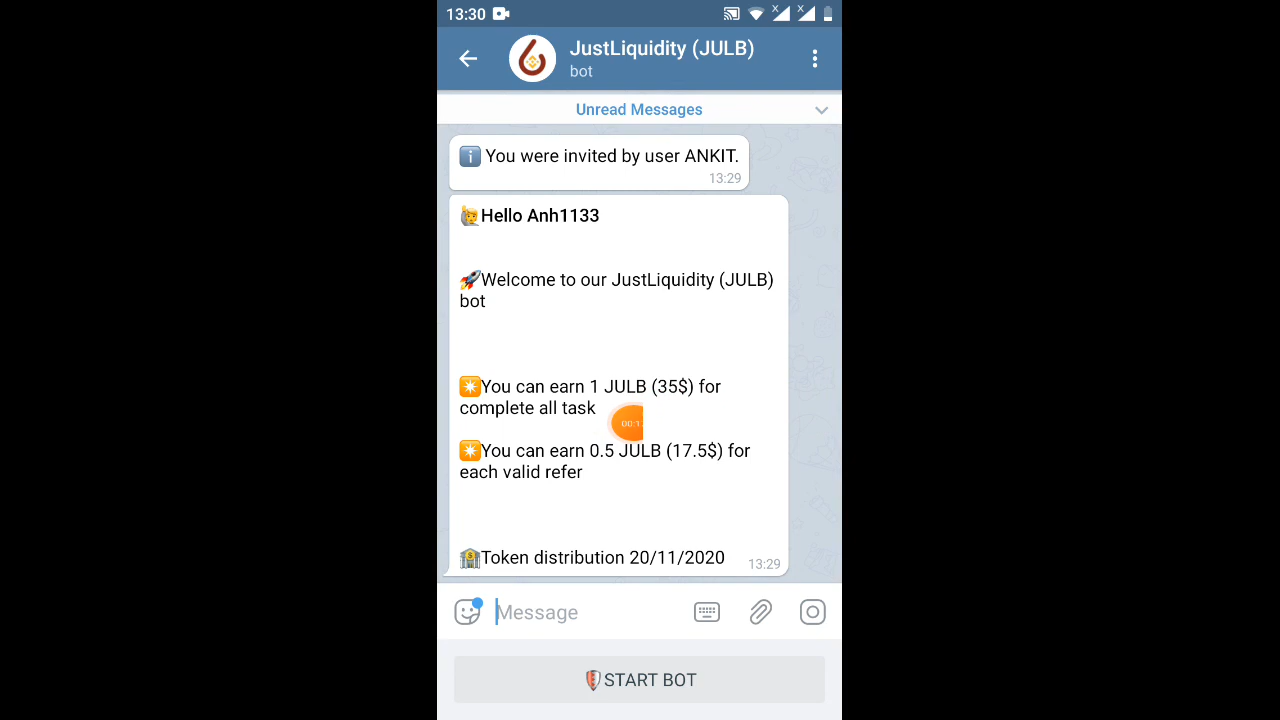 13:30
JustLiquidity (JULB)
bot
Unread Messages
You were invited by user ANKIT.
13:29
Hello Anh1133
Welcome to our JustLiquidity (JULB)
bot
You can earn 1 JULB (35$) for
complete all task
00:1
You can earn 0.5 JULB (17.5$) for
each valid refer
Token distribution 20/11/2020
13:29
Message
START BOT